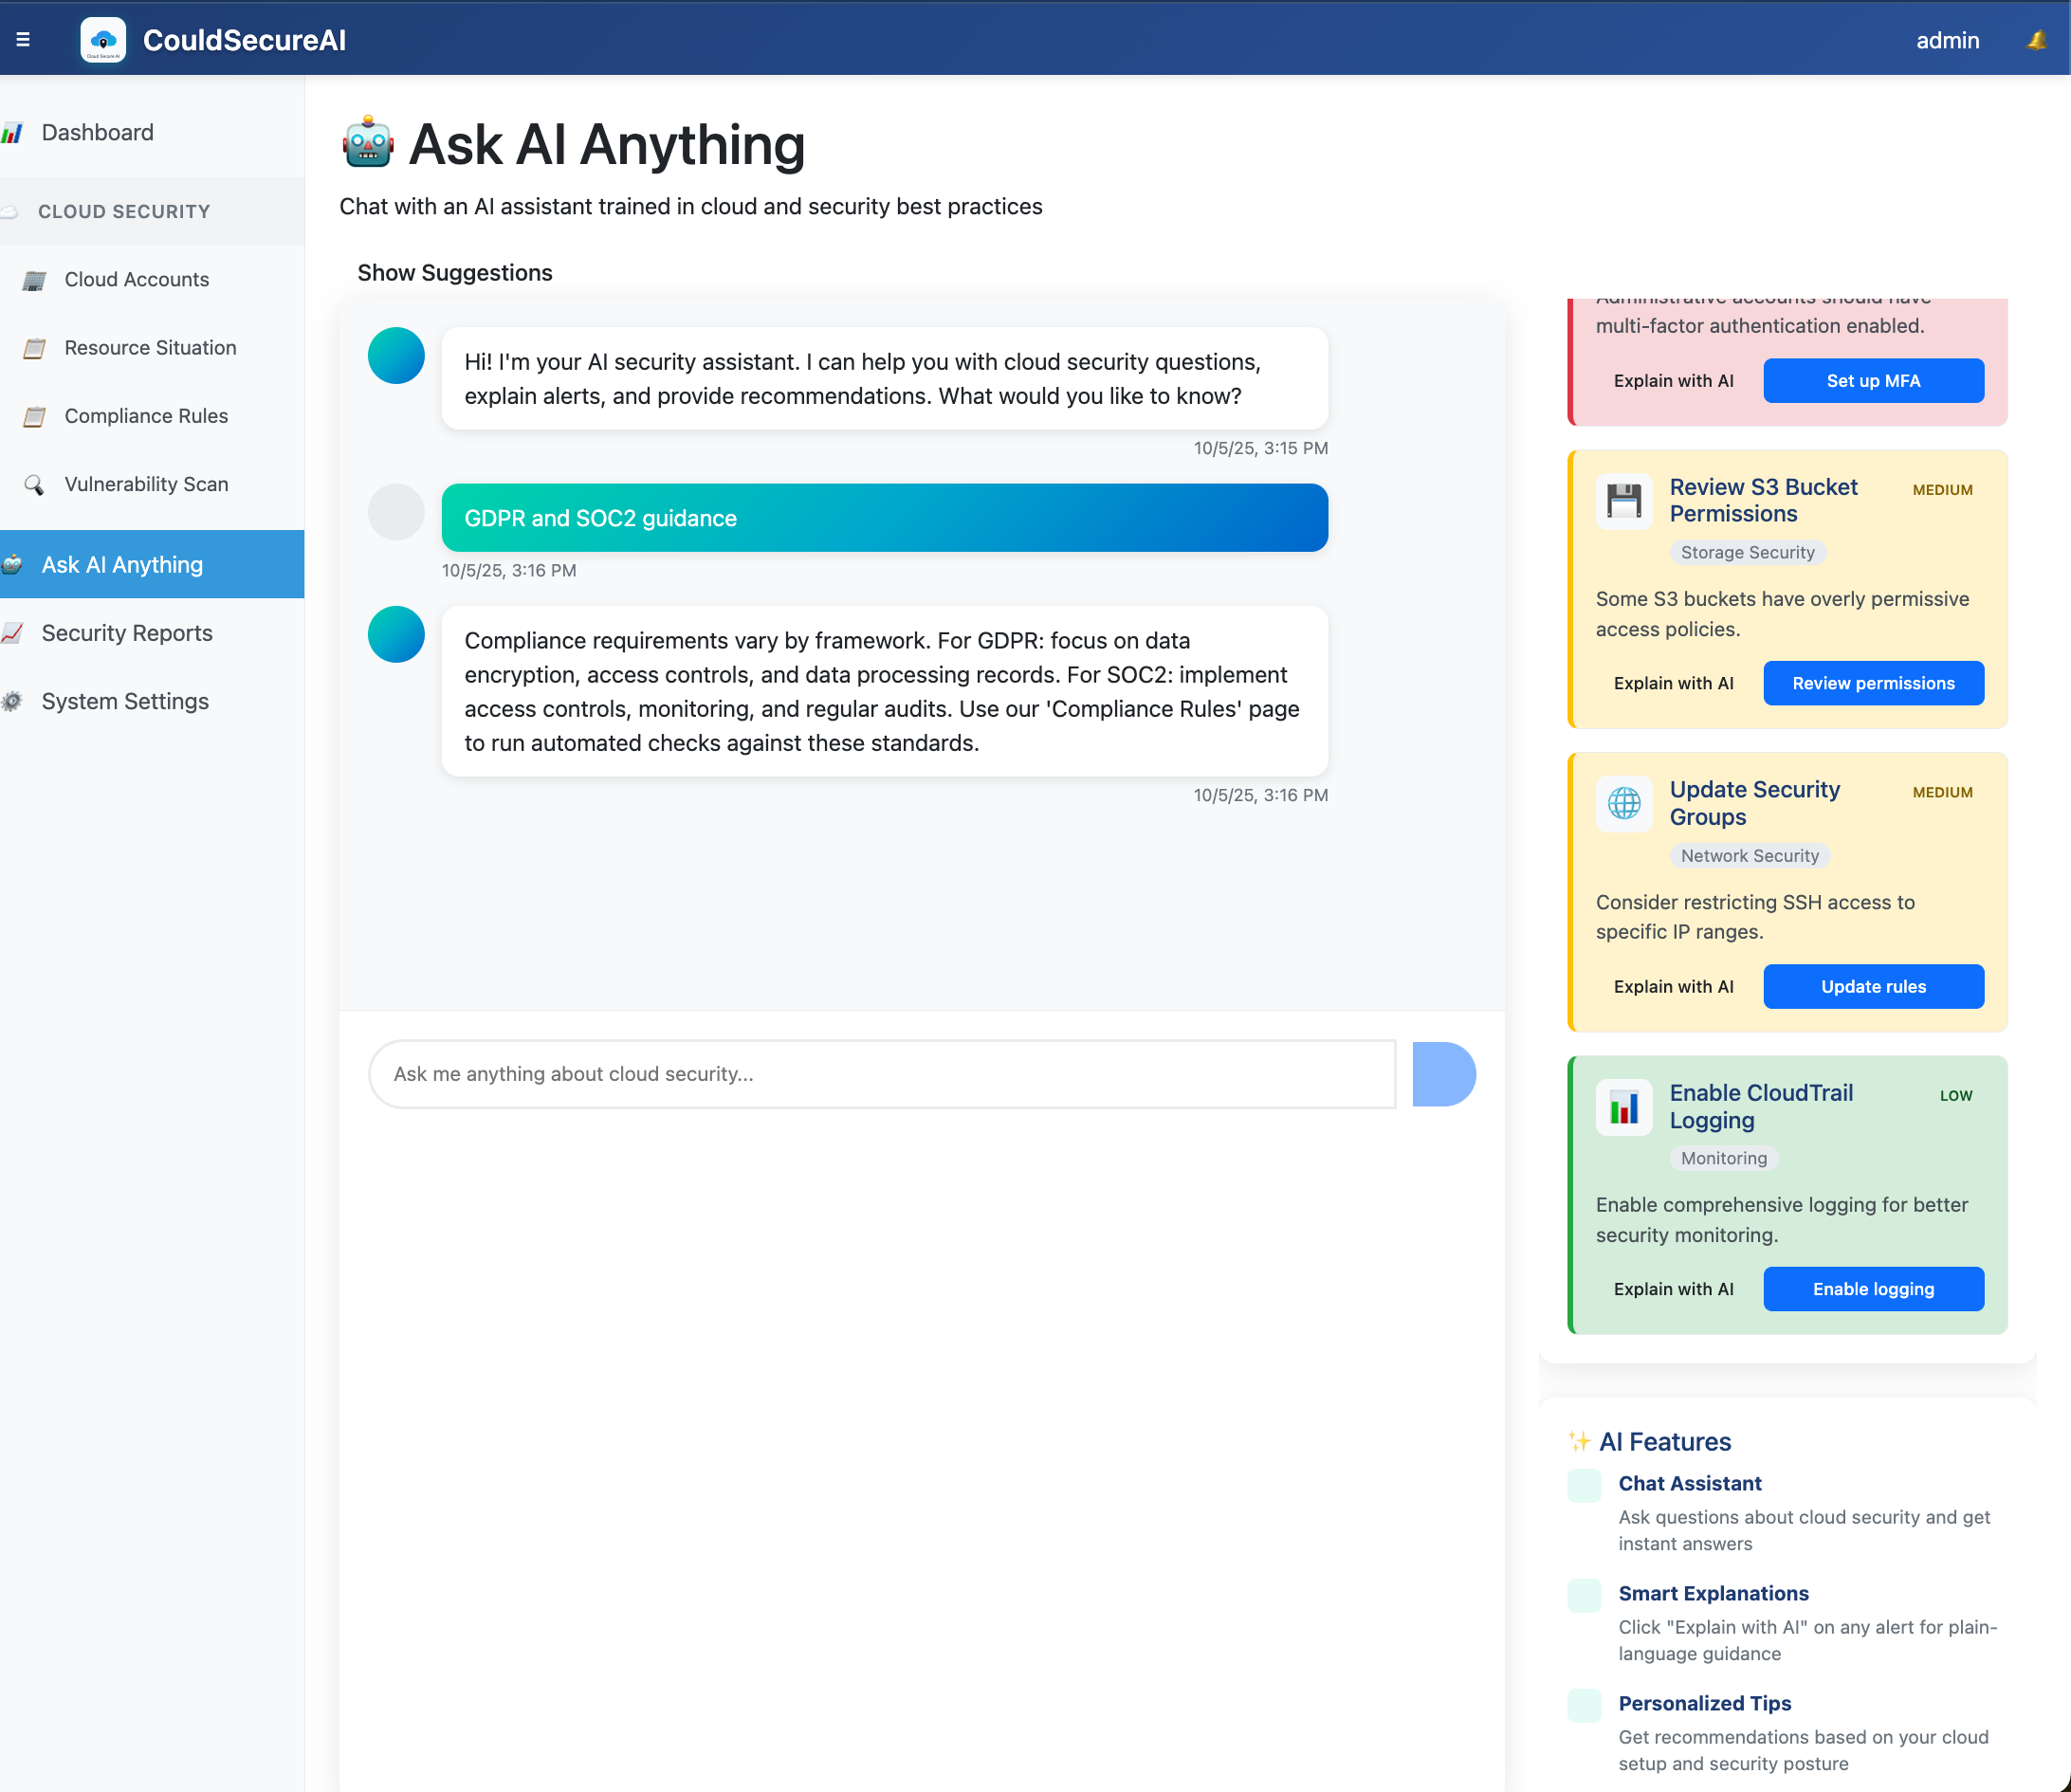 CouldSecureAI
admin
Dashboard
CLOUD SECURITY
Cloud Accounts
Resource Situation
Compliance Rules
Vulnerability Scan
Ask AI Anything
Security Reports
System Settings
Ask AI Anything
Chat with an AI assistant trained in cloud and security best practices
Show Suggestions
Hi! I'm your AI security assistant. I can help you with cloud security questions,
explain alerts, and provide recommendations. What would you like to know?
10/5/25, 3:15 PM
GDPR and SOC2 guidance
10/5/25, 3:16 PM
Compliance requirements vary by framework. For GDPR: focus on data
encryption, access controls, and data processing records. For SOC2: implement
access controls, monitoring, and regular audits. Use our 'Compliance Rules' page
to run automated checks against these standards.
10/5/25, 3:16 PM
Ask me anything about cloud security...
Administrative accounts should have
multi-factor authentication enabled.
Explain with AI
Set up MFA
Review S3 Bucket
Permissions
MEDIUM
Storage Security
Some S3 buckets have overly permissive
access policies.
Explain with AI
Review permissions
Update Security
Groups
MEDIUM
Network Security
Consider restricting SSH access to
specific IP ranges.
Explain with AI
Update rules
Enable CloudTrail
Logging
LOW
Monitoring
Enable comprehensive logging for better
security monitoring.
Explain with AI
Enable logging
AI Features
Chat Assistant
Ask questions about cloud security and get
instant answers
Smart Explanations
Click "Explain with AI" on any alert for plain-
language guidance
Personalized Tips
Get recommendations based on your cloud
setup and security posture